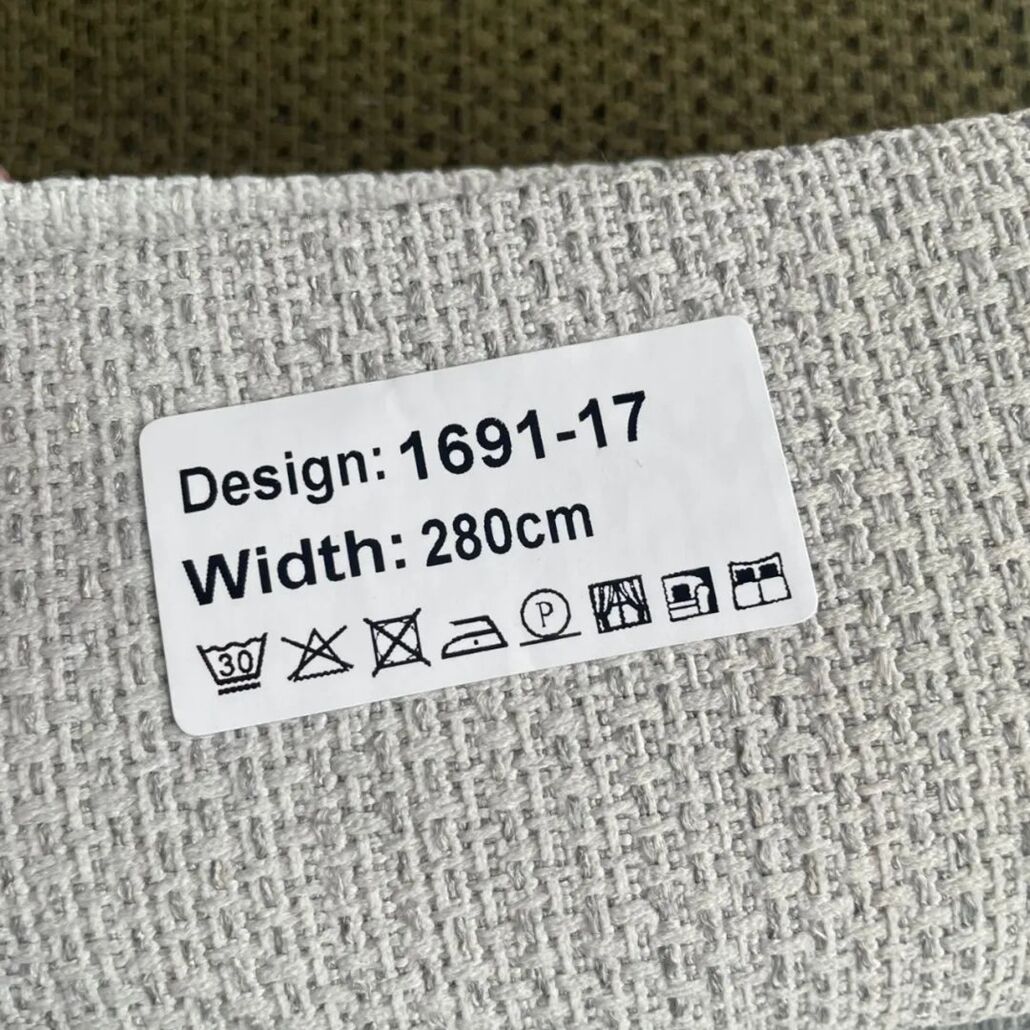 Design: 1691-17
Width: 280cm
30 P